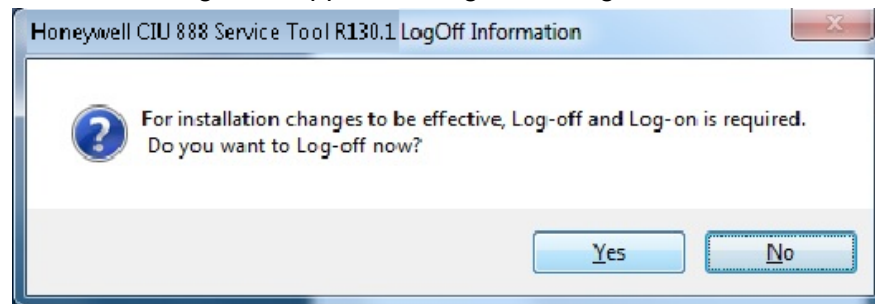 Honeywell CIU 888 Service Tool R130.1 LogOff Information
For installation changes to be effective, Log-off and Log-on is required.
Do you want to Log-off now?
Yes
No